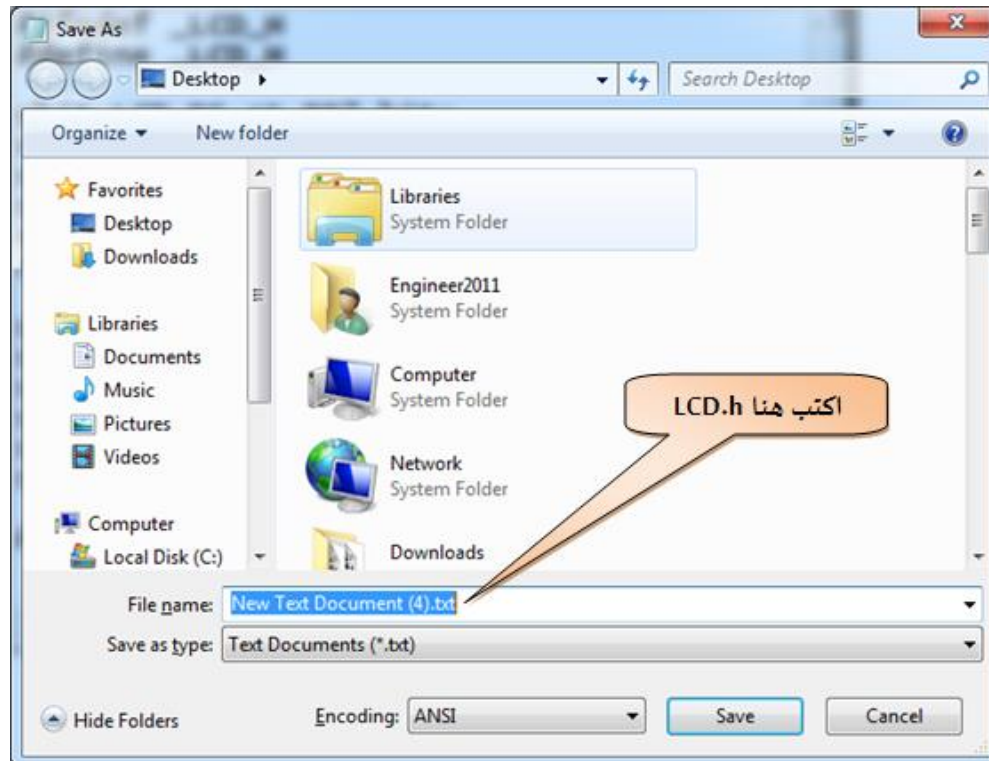 Save As
_LCD_H
_LCD_H
Desktop
Search Desktop
Organize
New folder
Favorites
Desktop
Downloads
Libraries
Documents
Music
Pictures
Videos
Computer
Local Disk (C:)
Libraries
System Folder
Engineer2011
System Folder
Computer
System Folder
Network
System Folder
Downloads
اكتب هنا LCD.h
File name: New Text Document (4).txt
Save as type: Text Documents (*.txt)
Hide Folders
Encoding: ANSI
Save
Cancel